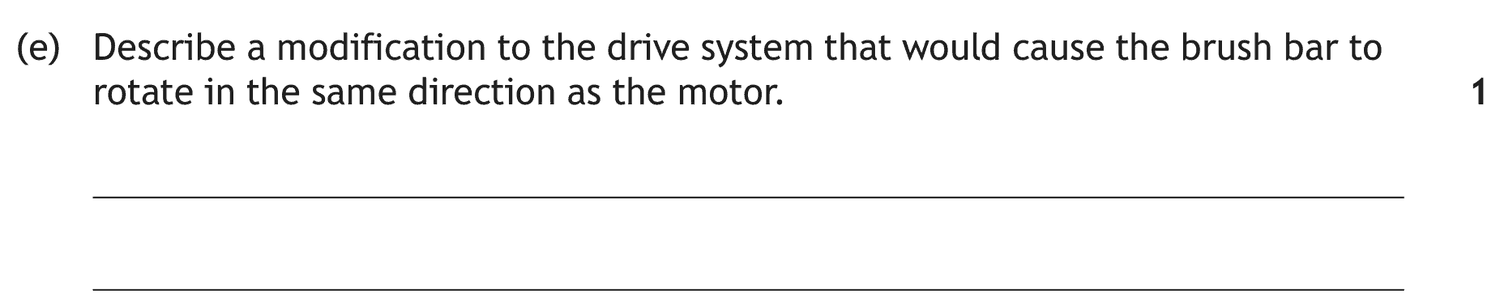 (e) Describe a modification to the drive system that would cause the brush bar to
rotate in the same direction as the motor. 1